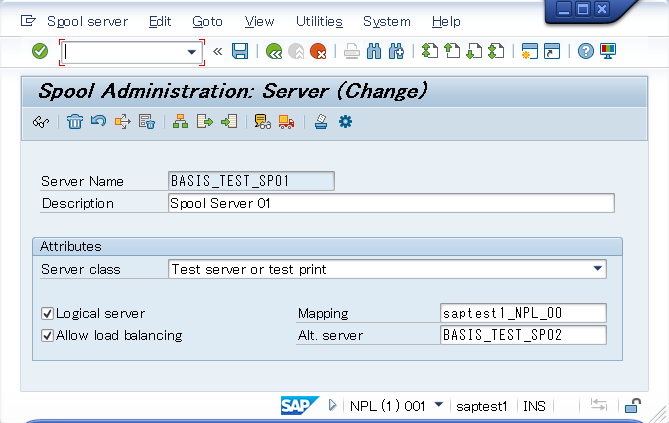 Spool server Edit Goto View Utilities System Help
«
Spool Administration: Server (Change)
Server Name BASIS_TEST_SP01
Description Spool Server 01
Attributes
Server class Test server or test print
Logical server Mapping saptest1_NPL_00
Allow load balancing Alt. server BASIS_TEST_SP02
SAP NPL (1) 001 saptest1 INS